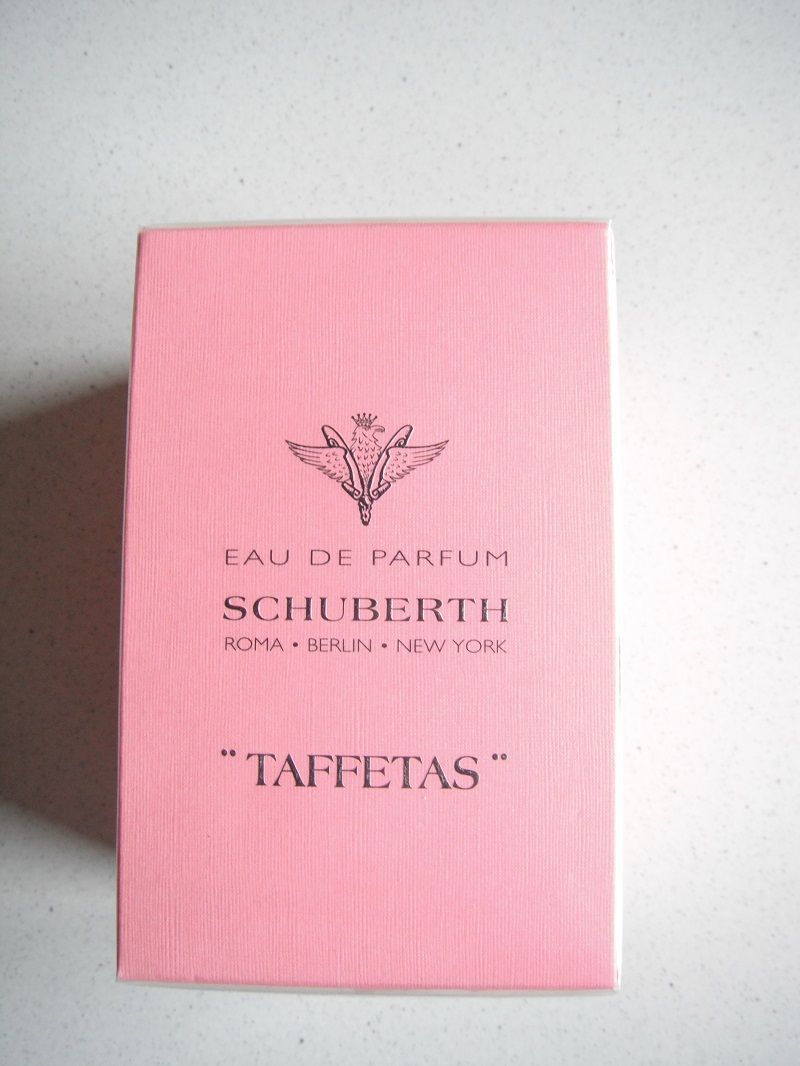 EAU DE PARFUM
SCHUBERTH
ROMA • BERLIN • NEW YORK
¨ TAFFETAS ¨